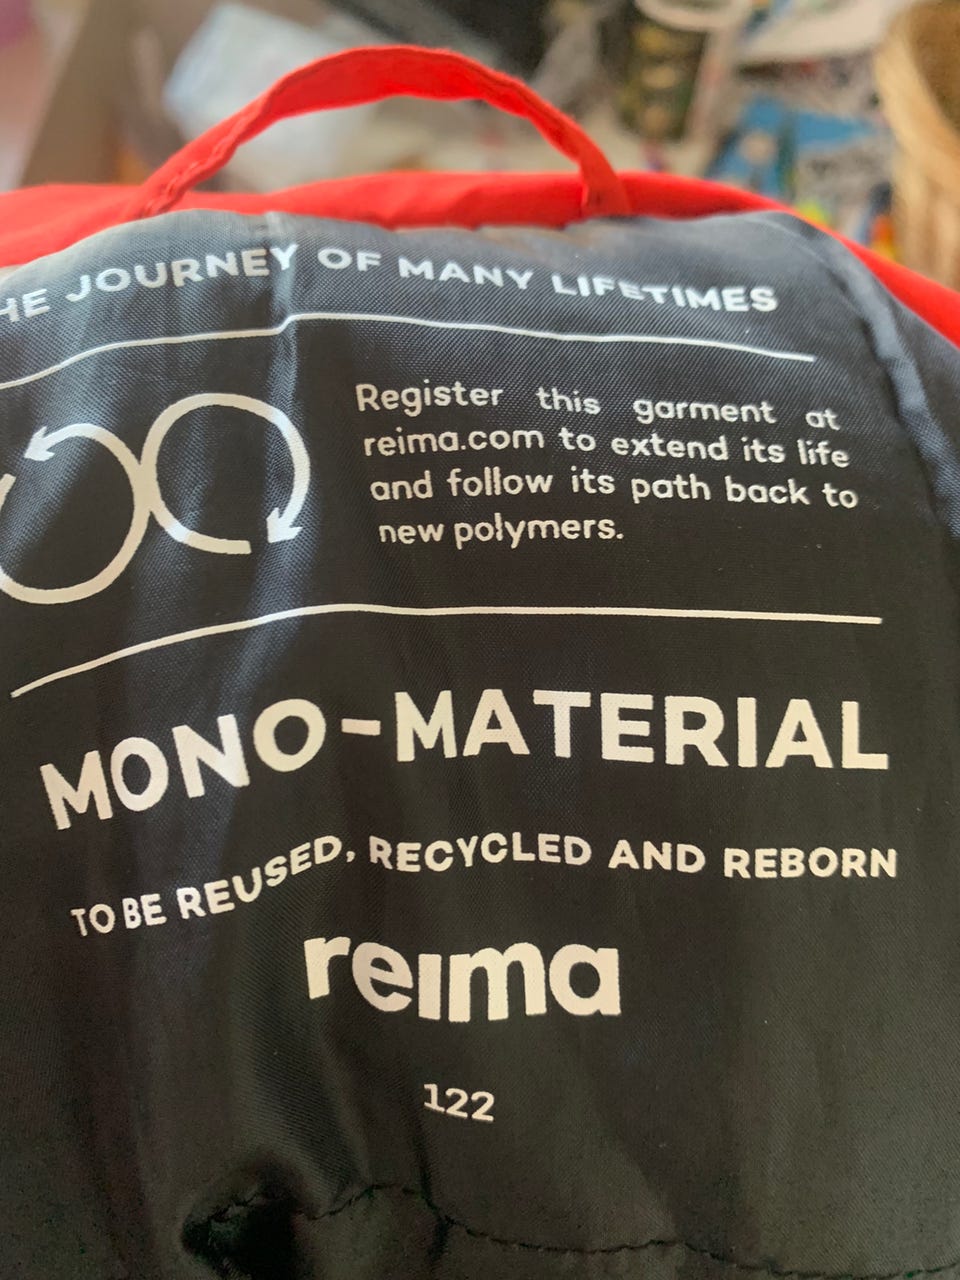 HE JOURNEY OF MANY LIFETIMES
Register this garment at
reima.com to extend its life
and follow its path back to
new polymers.
MONO-MATERIAL
TO BE REUSED, RECYCLED AND REBORN
reima
122